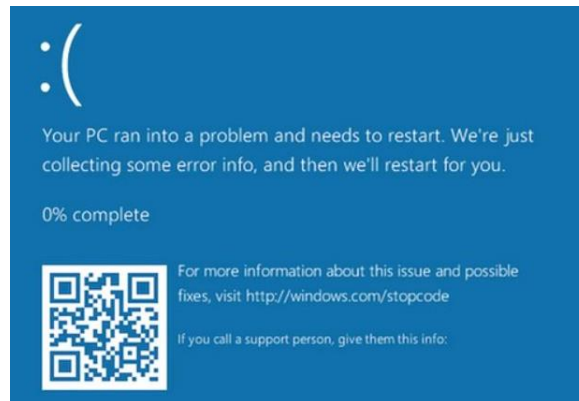 :(
Your PC ran into a problem and needs to restart. We're just
collecting some error info, and then we'll restart for you.
0% complete
For more information about this issue and possible
fixes, visit http://windows.com/stopcode
If you call a support person, give them this info: